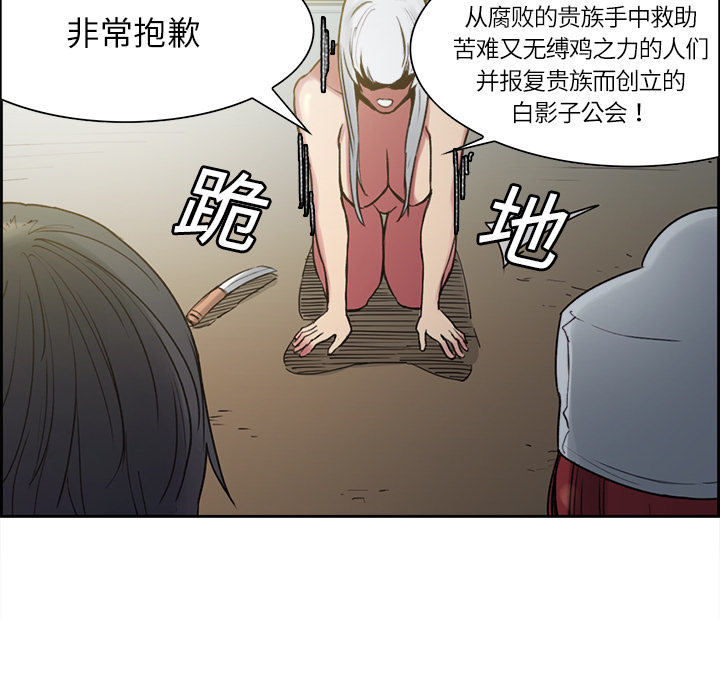 非常抱歉
从腐败的贵族手中救助
苦难又无缚鸡之力的人们
并报复贵族而创立的
白影子公会！
跪地